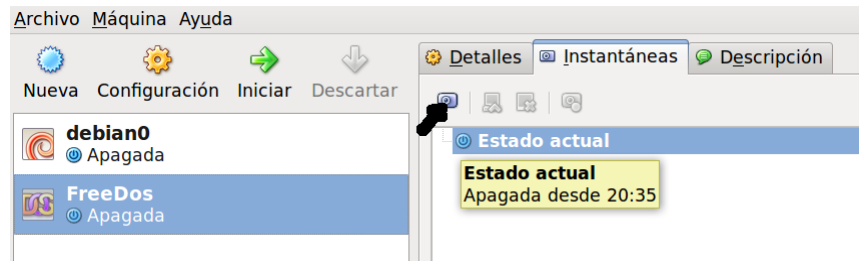 Archivo Máquina Ayuda
Nueva Configuración Iniciar Descartar
debian0
Apagada
FreeDos
Apagada
Detalles Instantáneas Descripción
Estado actual
Estado actual
Apagada desde 20:35